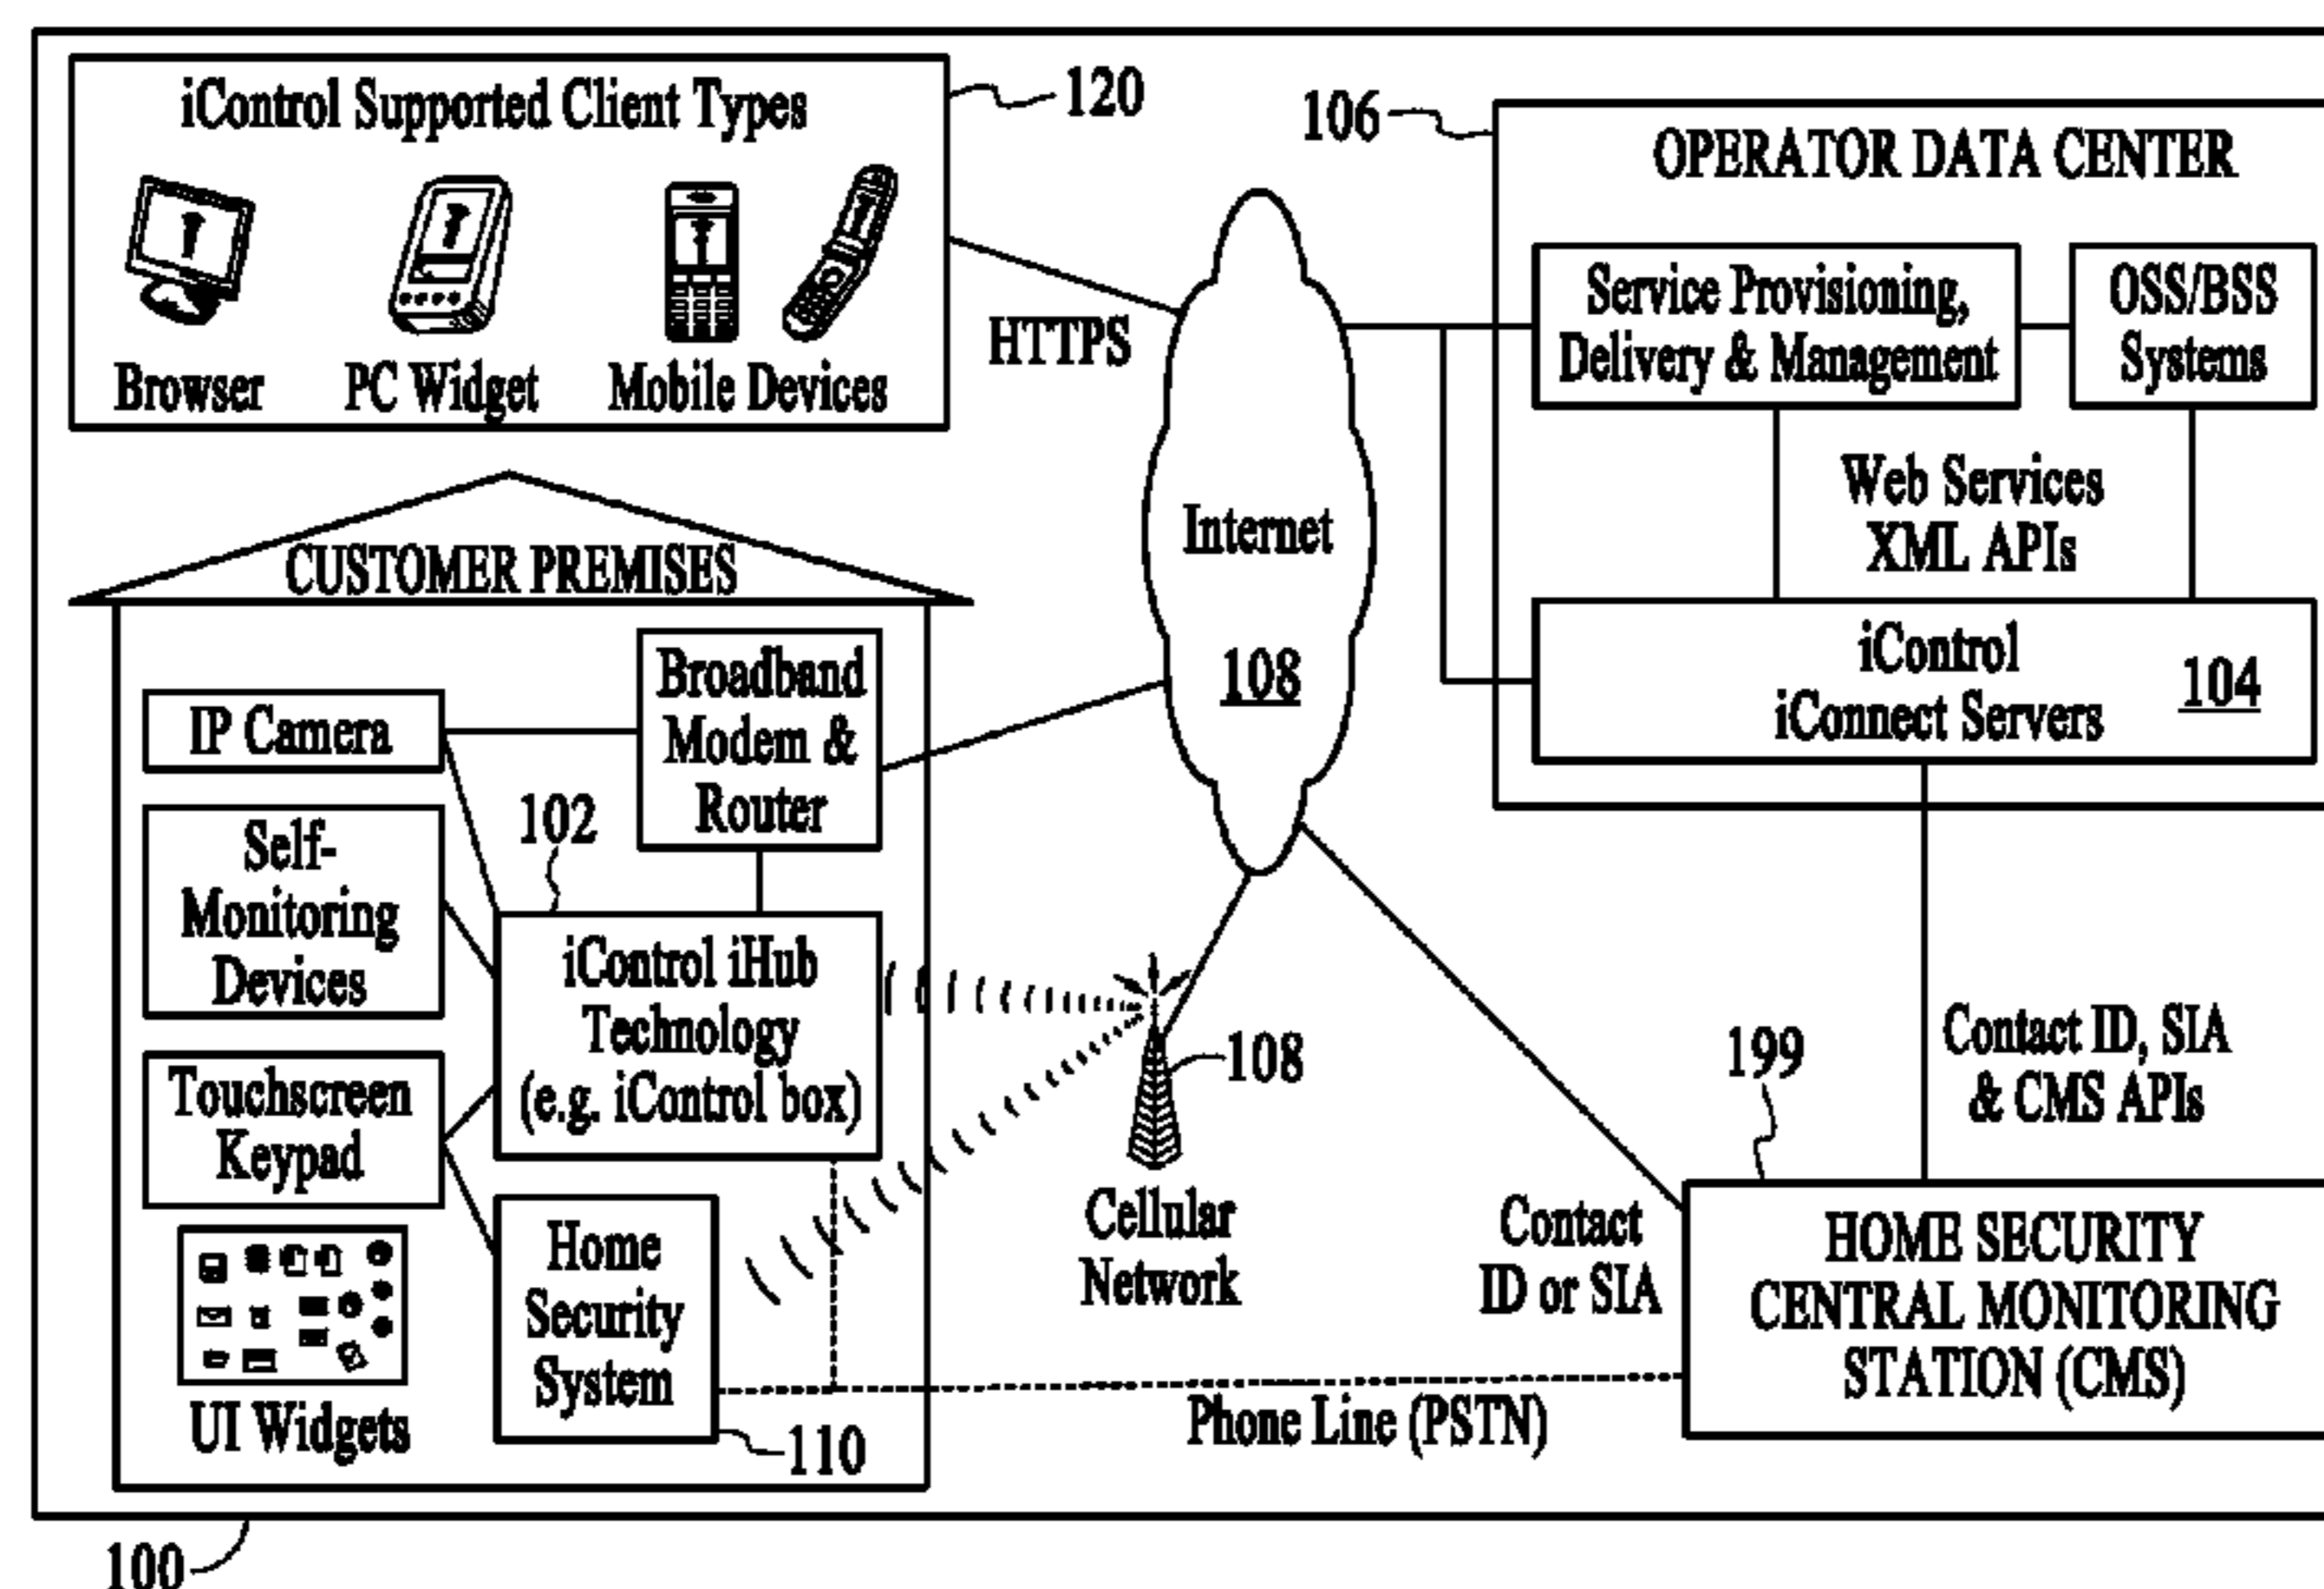 iControl Supported Client Types
120
Browser
PC Widget
Mobile Devices
HTTPS
106
OPERATOR DATA CENTER
Service Provisioning,
Delivery & Management
OSS/BSS
Systems
Web Services
XML APIs
iControl
iConnect Servers
104
Internet
108
CUSTOMER PREMISES
IP Camera
Broadband
Modem &
Router
102
Self-
Monitoring
Devices
iControl iHub
Technology
(e.g. iControl box)
Touchscreen
Keypad
Home
Security
System
110
UI Widgets
108
Cellular
Network
Contact
ID or SIA
Phone Line (PSTN)
199
Contact ID, SIA
& CMS APIs
HOME SECURITY
CENTRAL MONITORING
STATION (CMS)
100